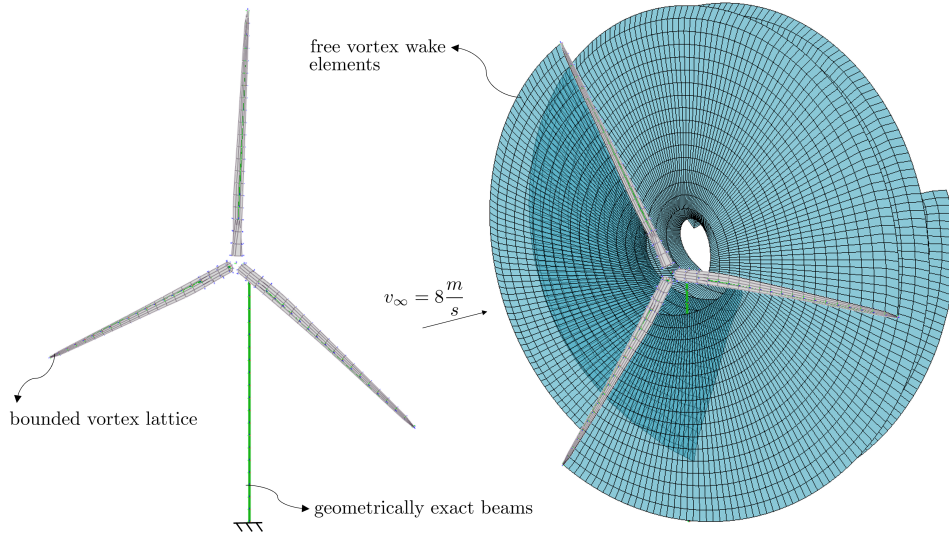 free vortex wake
elements
v∞ = 8 m/s
bounded vortex lattice
geometrically exact beams